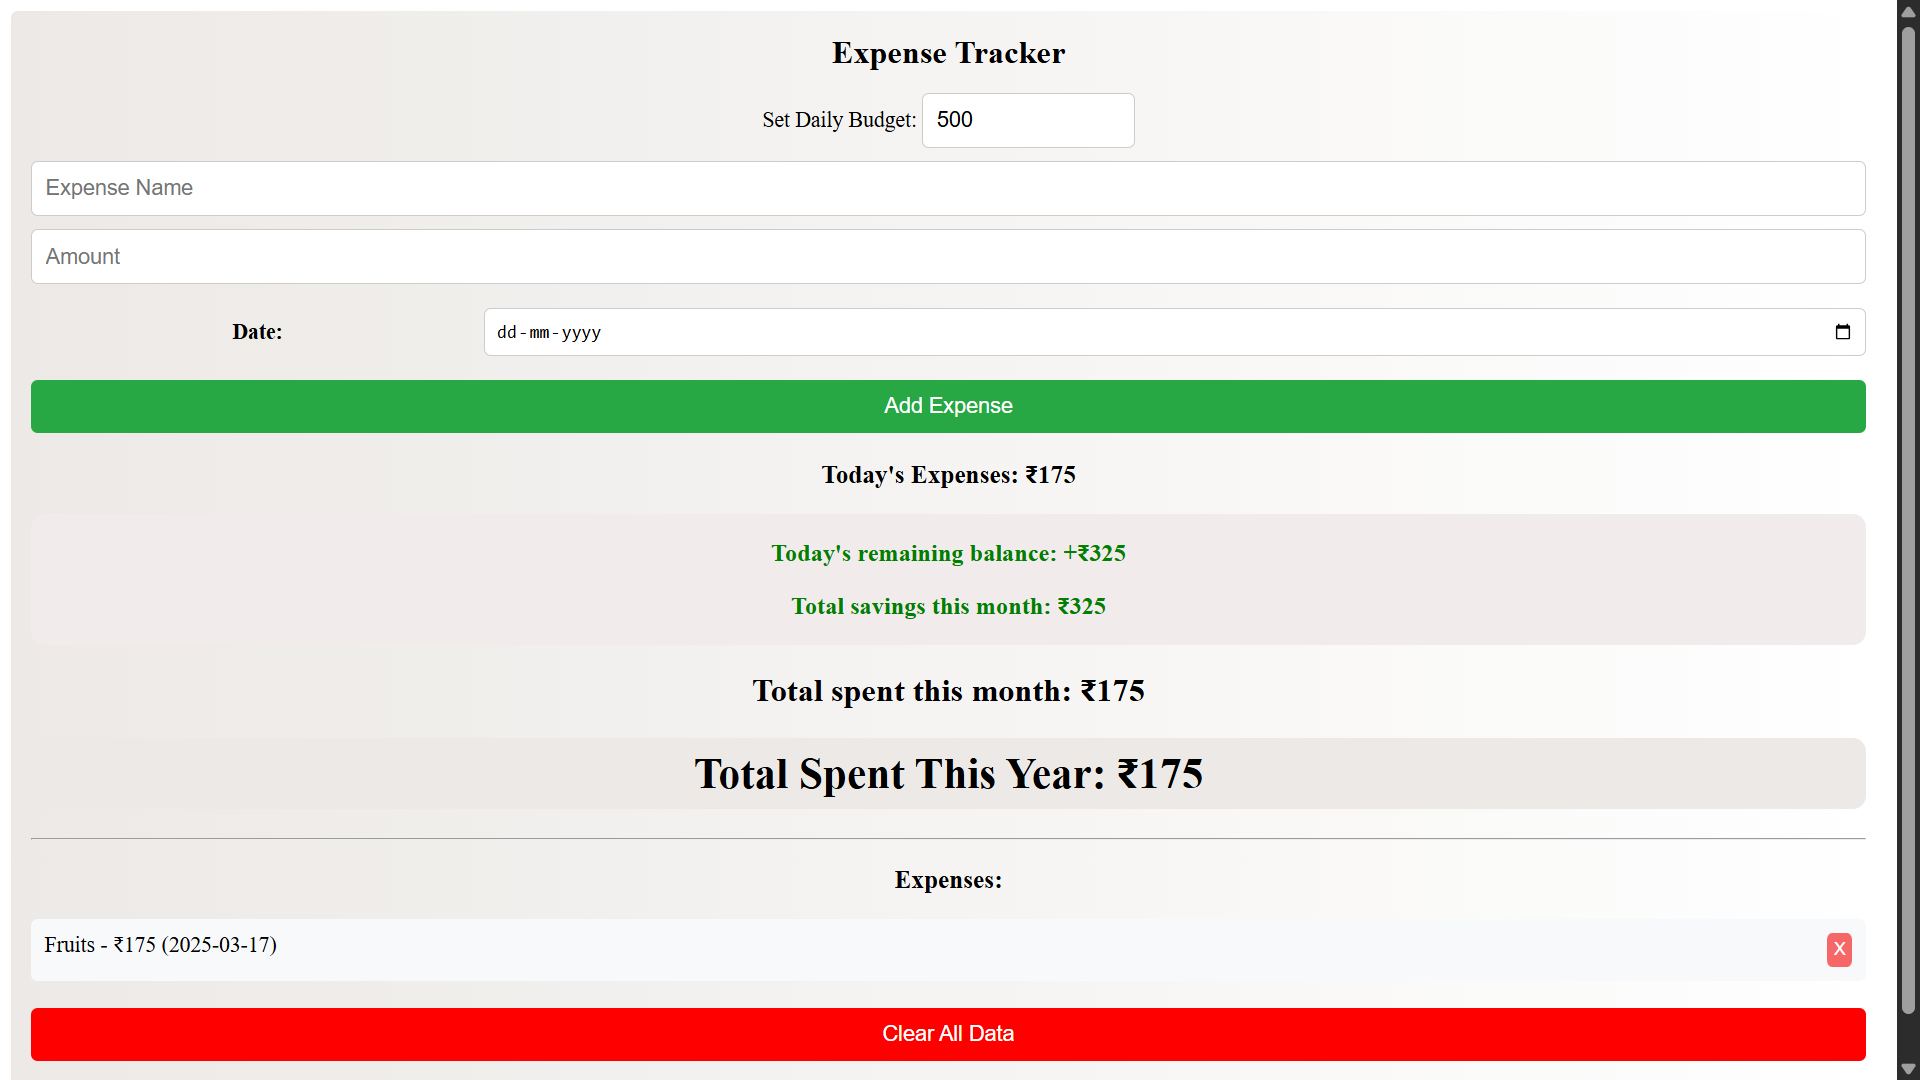 Expense Tracker
Set Daily Budget: 500
Expense Name
Amount
Date: dd-mm-yyyy
Add Expense
Today's Expenses: ₹175
Today's remaining balance: +₹325
Total savings this month: ₹325
Total spent this month: ₹175
Total Spent This Year: ₹175
Expenses:
Fruits - ₹175 (2025-03-17) X
Clear All Data